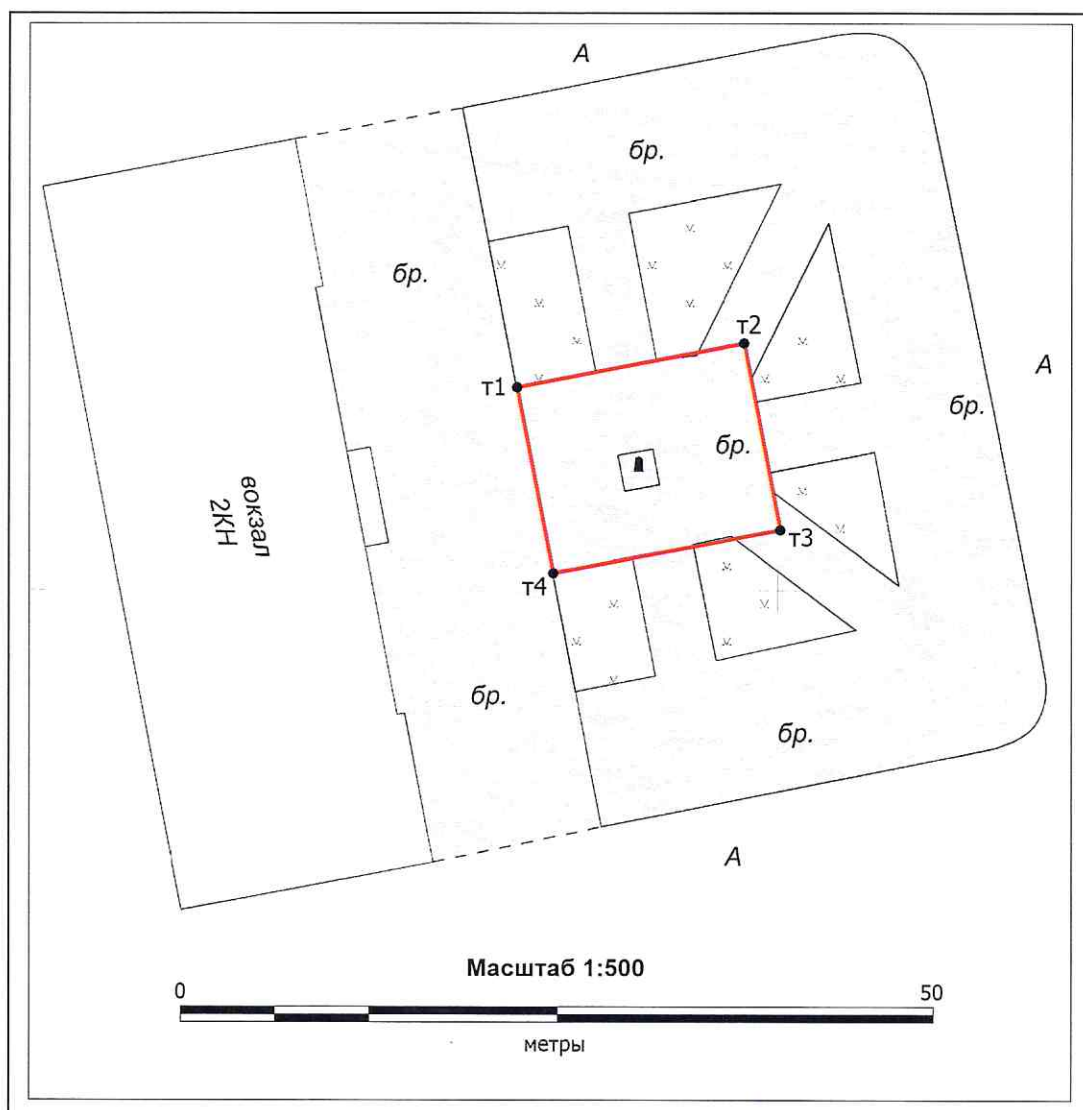 А
бр.
бр.
т2
А
т1
бр.
бр.
вокзал
2КН
т3
т4
бр.
бр.
А
Масштаб 1:500
0
50
метры